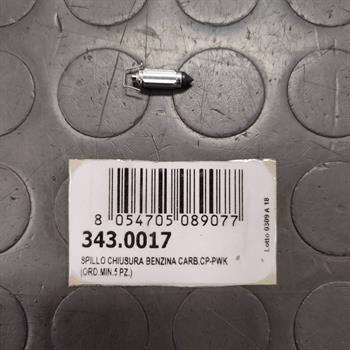 8 054705 089077
343.0017
SPILLO CHIUSURA BENZINA CARB.CP-PWK
(ORD.MIN.5 PZ.)
Lotto 0309 A 18